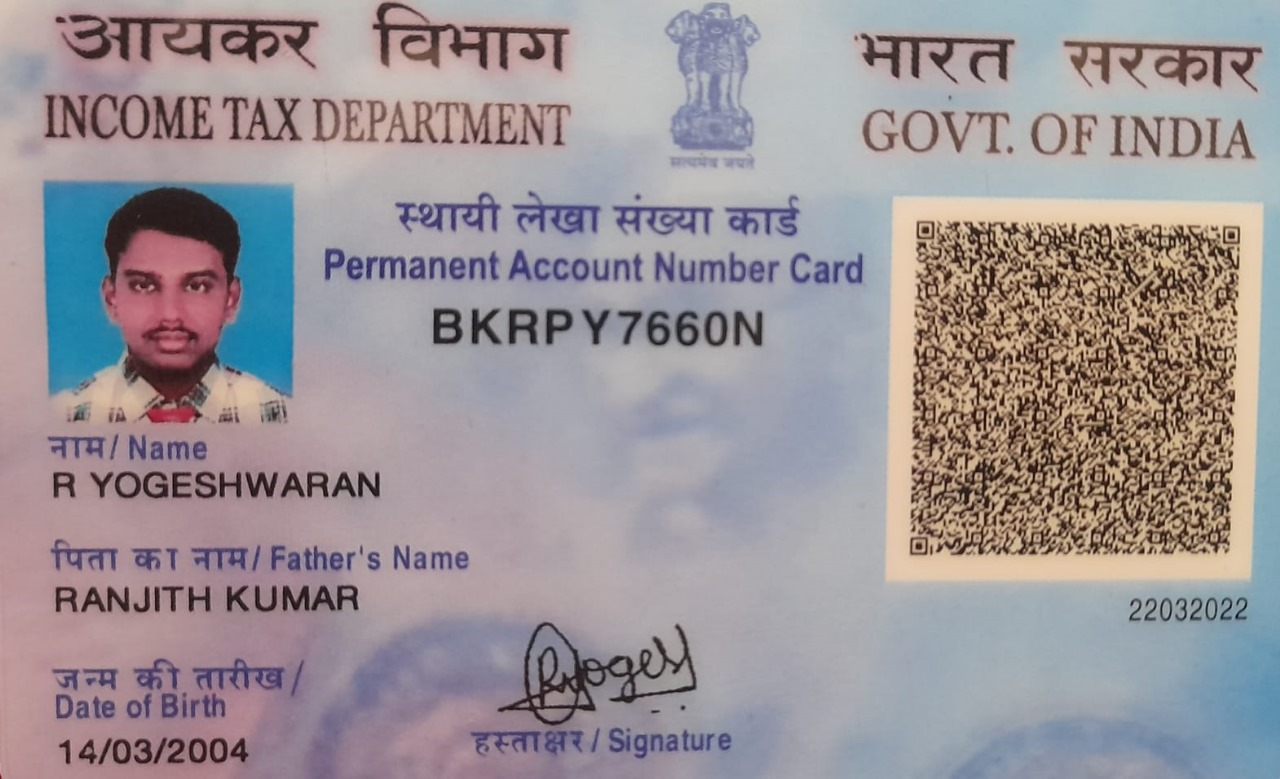 आयकर विभाग
INCOME TAX DEPARTMENT
सत्यमेव जयते
भारत सरकार
GOVT. OF INDIA
स्थायी लेखा संख्या कार्ड
Permanent Account Number Card
BKRPY7660N
नाम / Name
R YOGESHWARAN
पिता का नाम / Father's Name
RANJITH KUMAR
जन्म की तारीख /
Date of Birth
14/03/2004
RYogesh
हस्ताक्षर / Signature
22032022